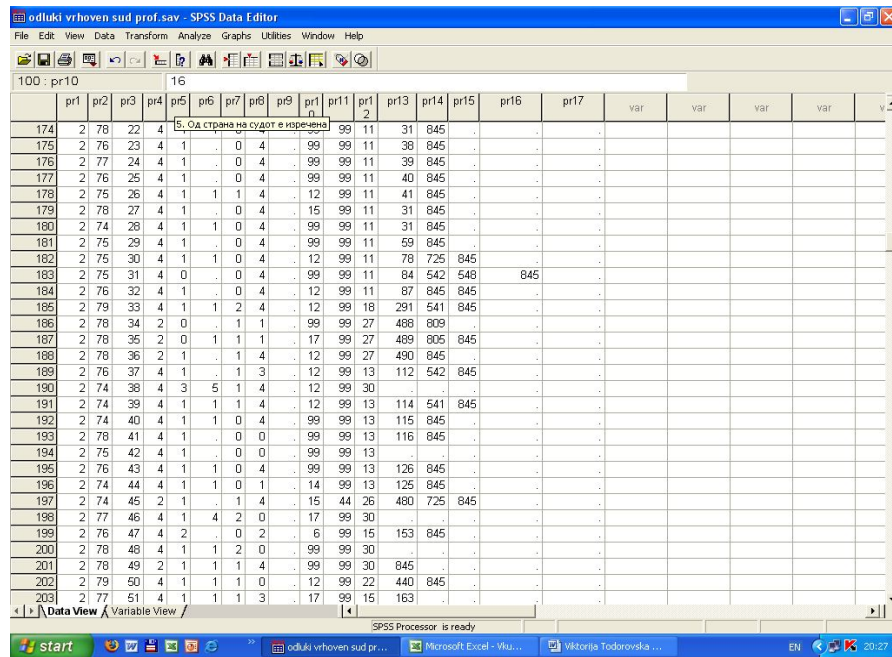 odluki vrhoven sud prof.sav - SPSS Data Editor
File Edit View Data Transform Analyze Graphs Utilities Window Help
100 : pr10 16
pr1 pr2 pr3 pr4 pr5 pr6 pr7 pr8 pr9 pr10 pr11 pr12 pr13 pr14 pr15 pr16 pr17 var var var var
5. Од страна на судот е изречена
174 2 78 22 4 99 11 31 845 . . .
175 2 76 23 4 1 . 0 4 . 99 99 11 38 845 . . .
176 2 77 24 4 1 . 0 4 . 99 99 11 39 845 . . .
177 2 76 25 4 1 . 0 4 . 99 99 11 40 845 . . .
178 2 75 26 4 1 1 1 4 . 12 99 11 41 845 . . .
179 2 78 27 4 1 . 0 4 . 15 99 11 31 845 . . .
180 2 74 28 4 1 1 0 4 . 99 99 11 31 845 . . .
181 2 75 29 4 1 . 0 4 . 99 99 11 59 845 . . .
182 2 75 30 4 1 1 0 4 . 12 99 11 78 725 845 . .
183 2 75 31 4 0 . 0 4 . 99 99 11 84 542 548 845 .
184 2 76 32 4 1 . 0 4 . 12 99 11 87 845 845 . .
185 2 79 33 4 1 1 2 4 . 12 99 18 291 541 845 . .
186 2 78 34 2 0 . 1 1 . 99 99 27 488 809 . . .
187 2 78 35 2 0 1 1 1 . 17 99 27 489 805 845 . .
188 2 78 36 2 1 . 1 4 . 12 99 27 490 845 . . .
189 2 76 37 4 1 . 1 3 . 12 99 13 112 542 845 . .
190 2 74 38 4 3 5 1 4 . 12 99 30 . . . . .
191 2 74 39 4 1 1 1 4 . 12 99 13 114 541 845 . .
192 2 74 40 4 1 1 0 4 . 99 99 13 115 845 . . .
193 2 78 41 4 1 . 0 0 . 99 99 13 116 845 . . .
194 2 75 42 4 1 . 0 0 . 99 99 13 . . . . .
195 2 76 43 4 1 1 0 4 . 99 99 13 126 845 . . .
196 2 74 44 4 1 1 0 1 . 14 99 13 125 845 . . .
197 2 74 45 2 1 . 1 4 . 15 44 26 480 725 845 . .
198 2 77 46 4 1 4 2 0 . 17 99 30 . . . . .
199 2 76 47 4 2 . 0 2 . 6 99 15 153 845 . . .
200 2 78 48 4 1 1 2 0 . 99 99 30 . . . . .
201 2 78 49 2 1 1 1 4 . 99 99 30 845 . . . .
202 2 79 50 4 1 1 1 0 . 12 99 22 440 845 . . .
203 2 77 51 4 1 1 1 3 . 17 99 15 163 . . . .
Data View Variable View
SPSS Processor is ready
start odluki vrhoven sud pr... Microsoft Excel - Vku... Viktorija Todorovska ... EN 20:27